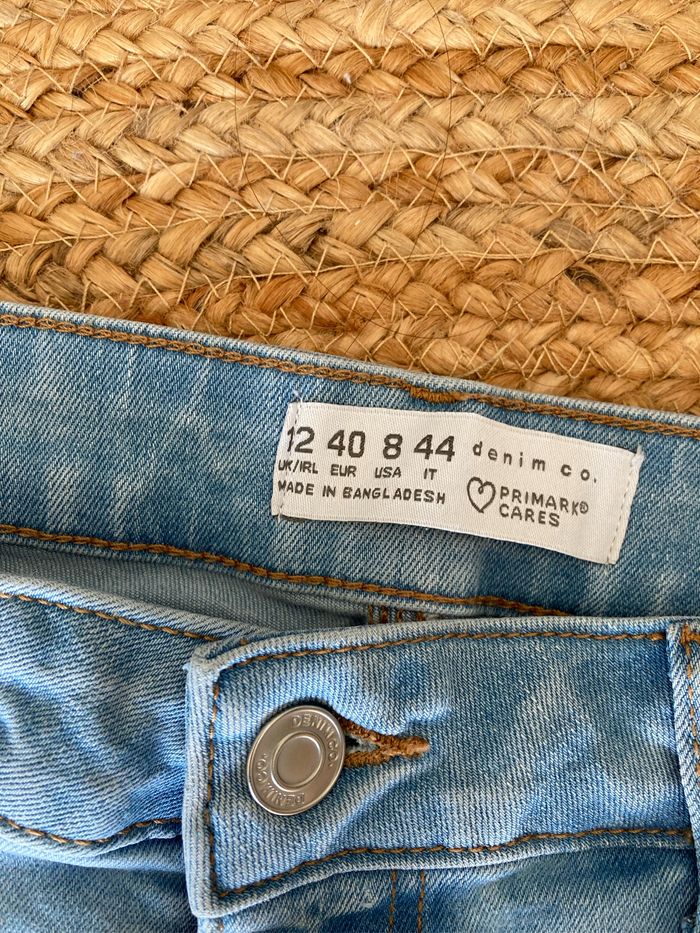 12 40 8 44 denim co.
UK/IRL EUR USA IT
MADE IN BANGLADESH
PRIMARK®
CARES
DENIM CO.
DENIM CO.